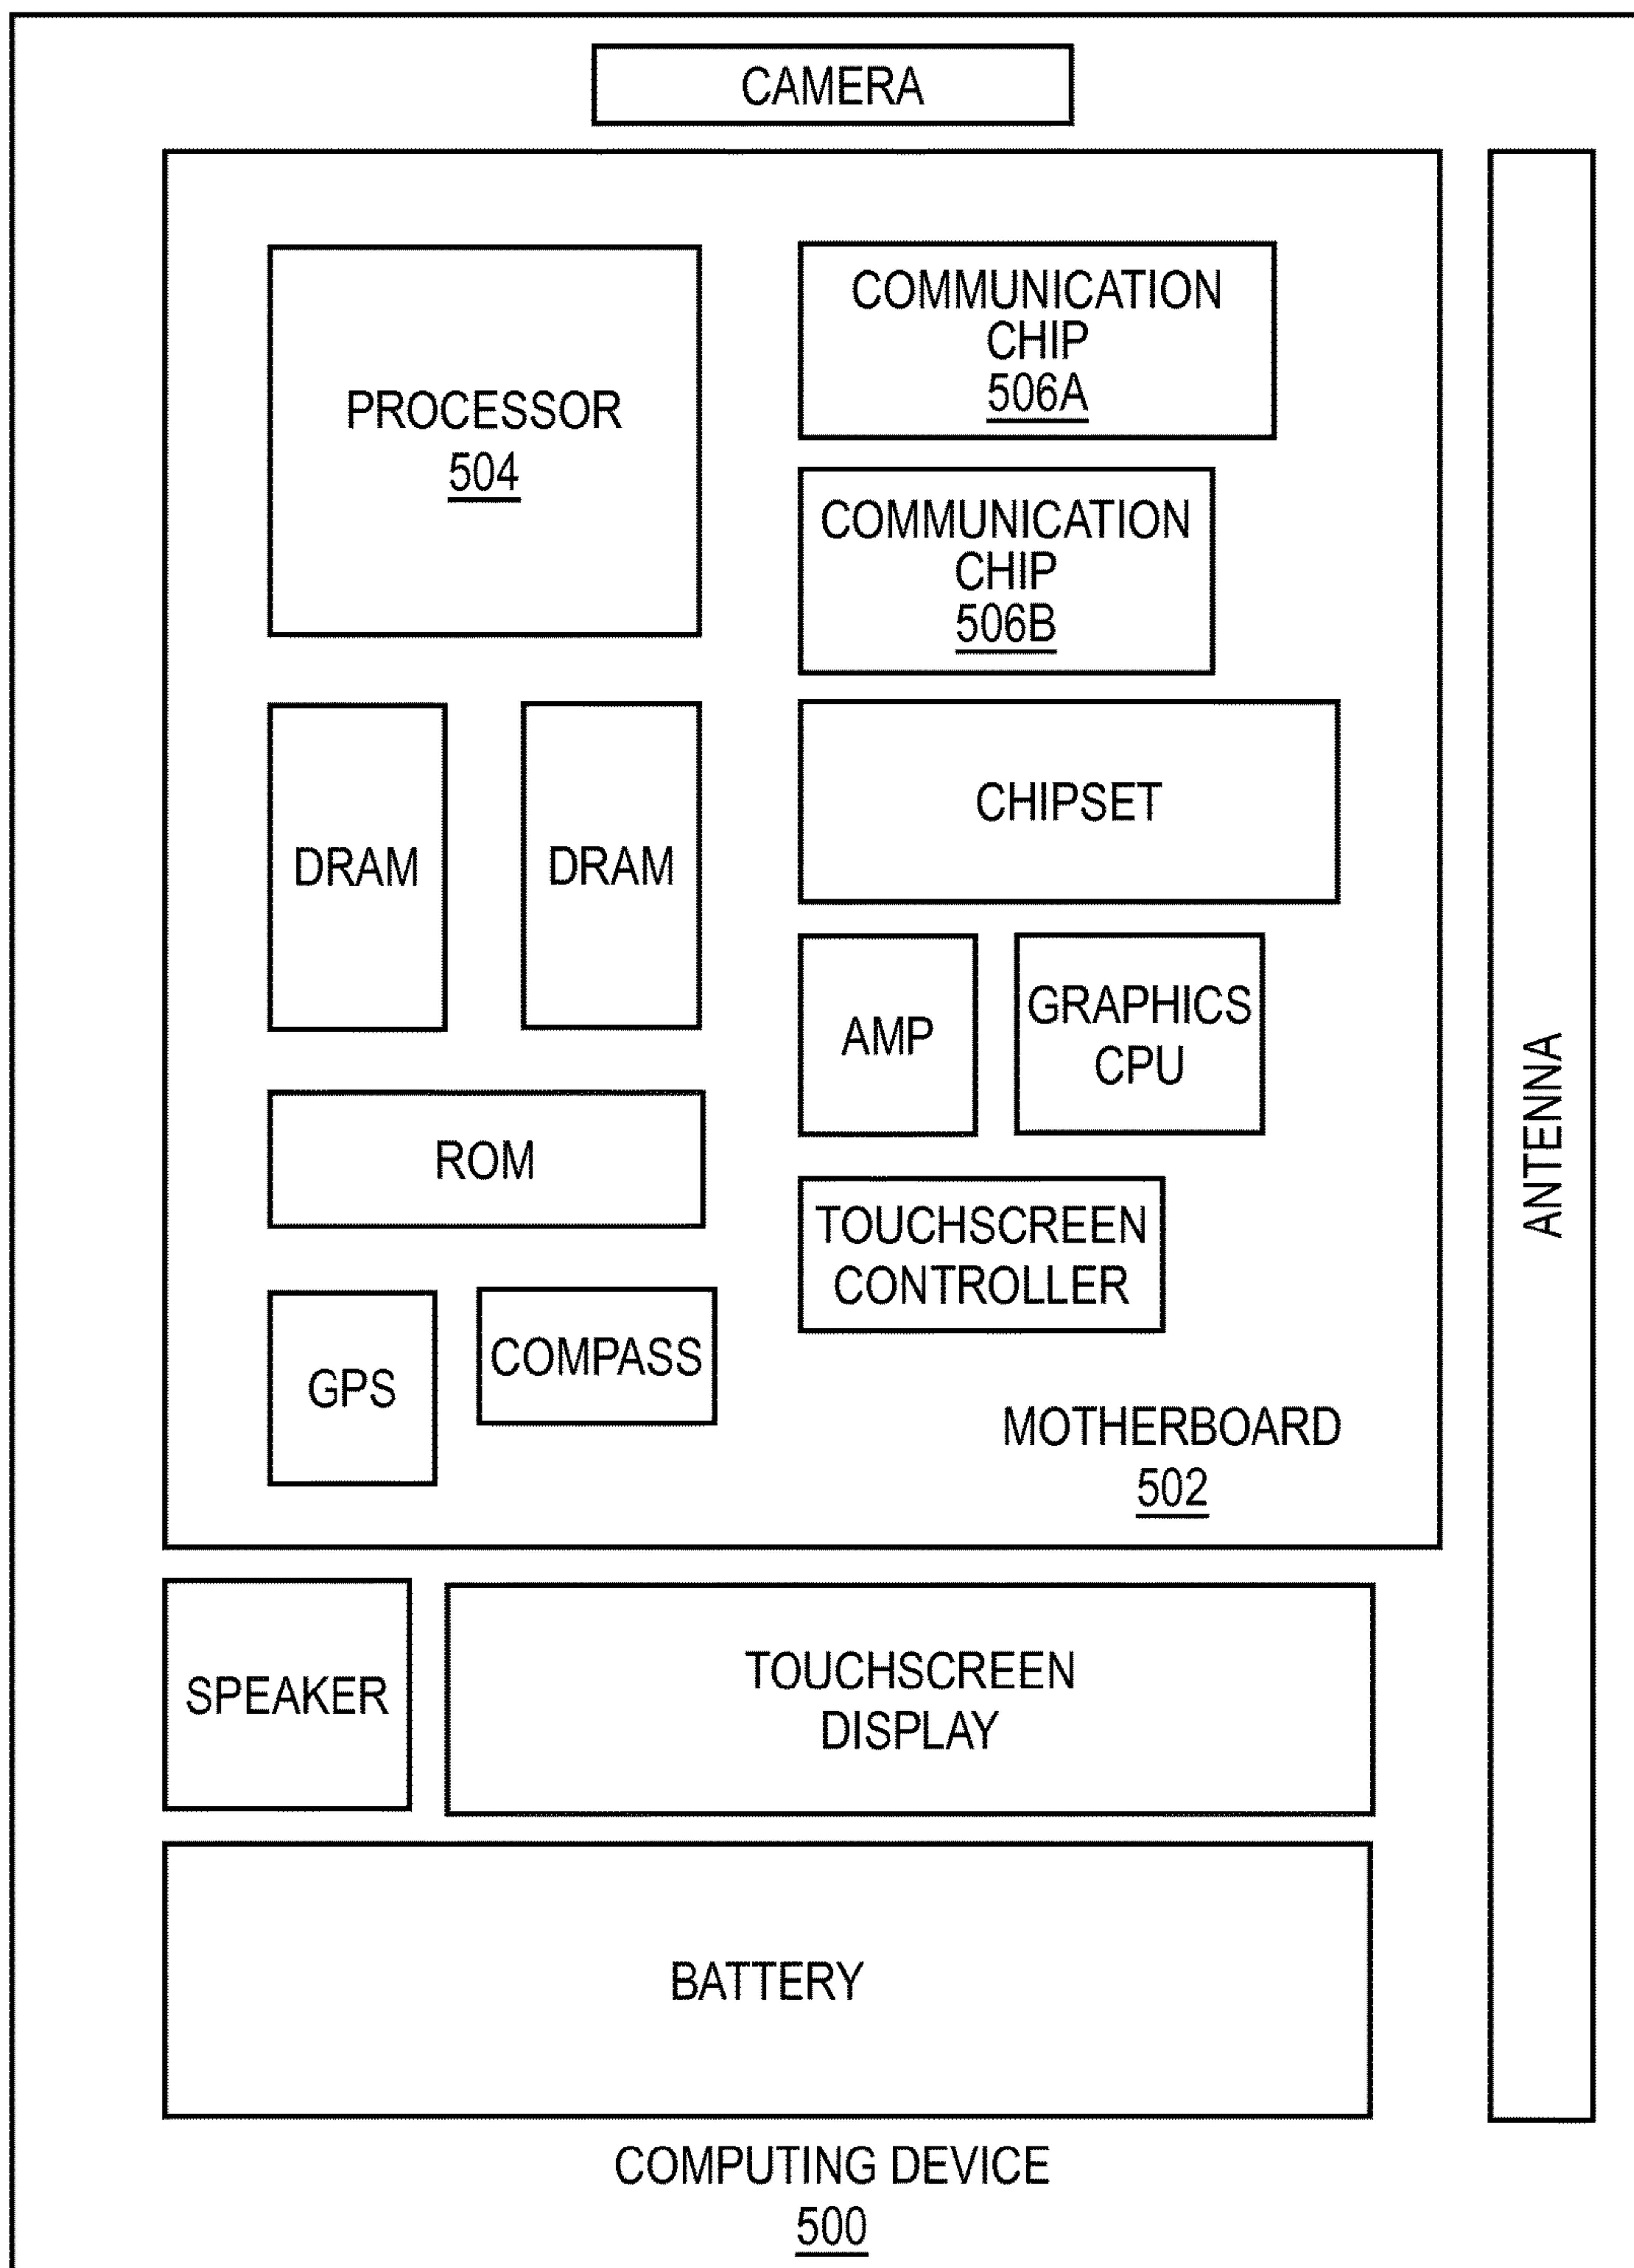 CAMERA
PROCESSOR
504
COMMUNICATION
CHIP
506A
COMMUNICATION
CHIP
506B
DRAM
DRAM
CHIPSET
AMP
GRAPHICS
CPU
ROM
TOUCHSCREEN
CONTROLLER
GPS
COMPASS
MOTHERBOARD
502
ANTENNA
SPEAKER
TOUCHSCREEN
DISPLAY
BATTERY
COMPUTING DEVICE
500